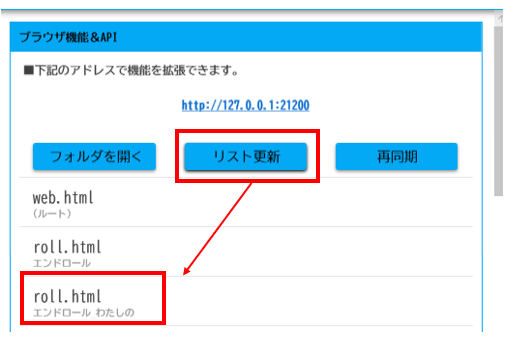 ブラウザ機能&API
■下記のアドレスで機能を拡張できます。
http://127.0.0.1:21200
フォルダを開く リスト更新 再同期
web.html
(ルート)
roll.html
エンドロール
roll.html
エンドロール わたしの